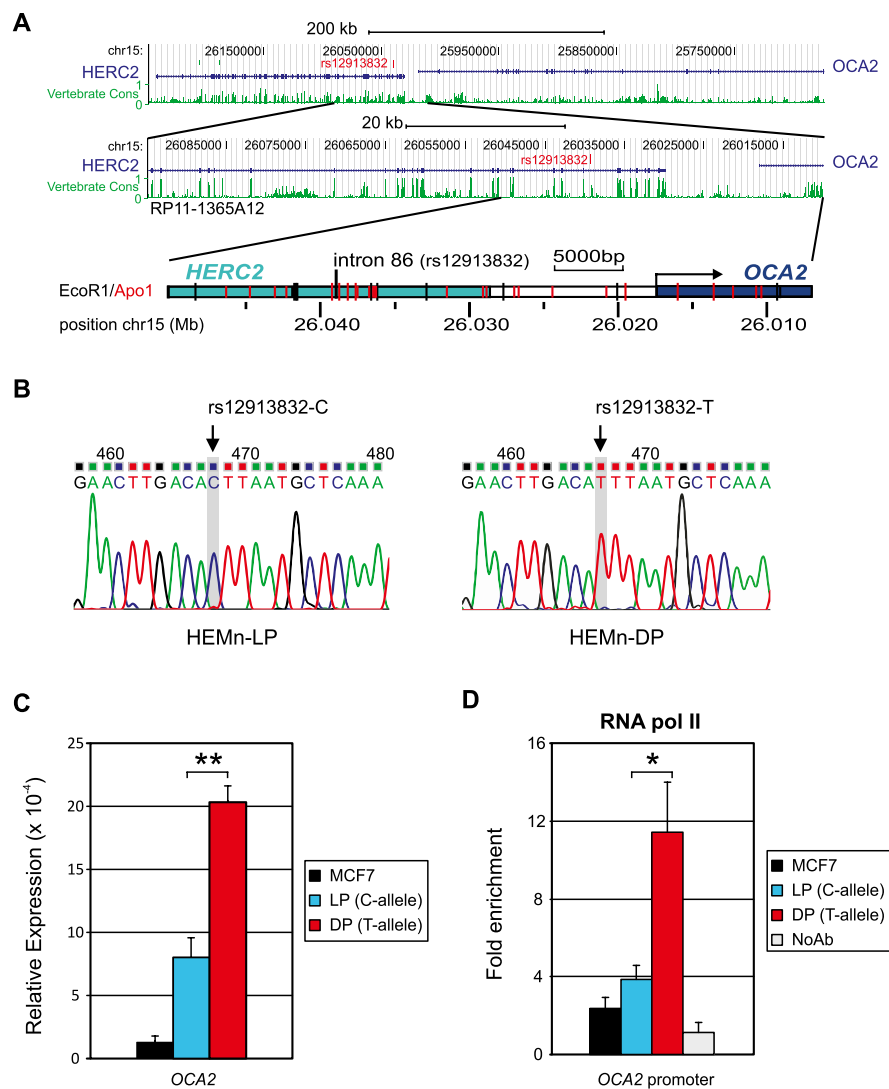 A
200 kb
chr15: 261500000 260500000 259500000 258500000 257500000
rs12913832
HERC2 OCA2
Vertebrate Cons 1
0
20 kb
chr15: 26085000 26075000 26065000 26055000 26045000 26035000 26025000 26015000
rs12913832
HERC2 OCA2
Vertebrate Cons 1
0
RP11-1365A12
intron 86 (rs12913832) 5000bp
HERC2 OCA2
EcoR1/Apo1
position chr15 (Mb) 26.040 26.030 26.020 26.010
B
rs12913832-C rs12913832-T
460 470 480 460 470
GAACTTGACACTTAATGCTCAAA GAACTTGACATTTAATGCTCAAA
HEMn-LP HEMn-DP
C
25
20
15
10
5
0
Relative Expression (x 10-4)
**
MCF7
LP (C-allele)
DP (T-allele)
OCA2
D
RNA pol II
16
12
8
4
0
Fold enrichment
*
MCF7
LP (C-allele)
DP (T-allele)
NoAb
OCA2 promoter